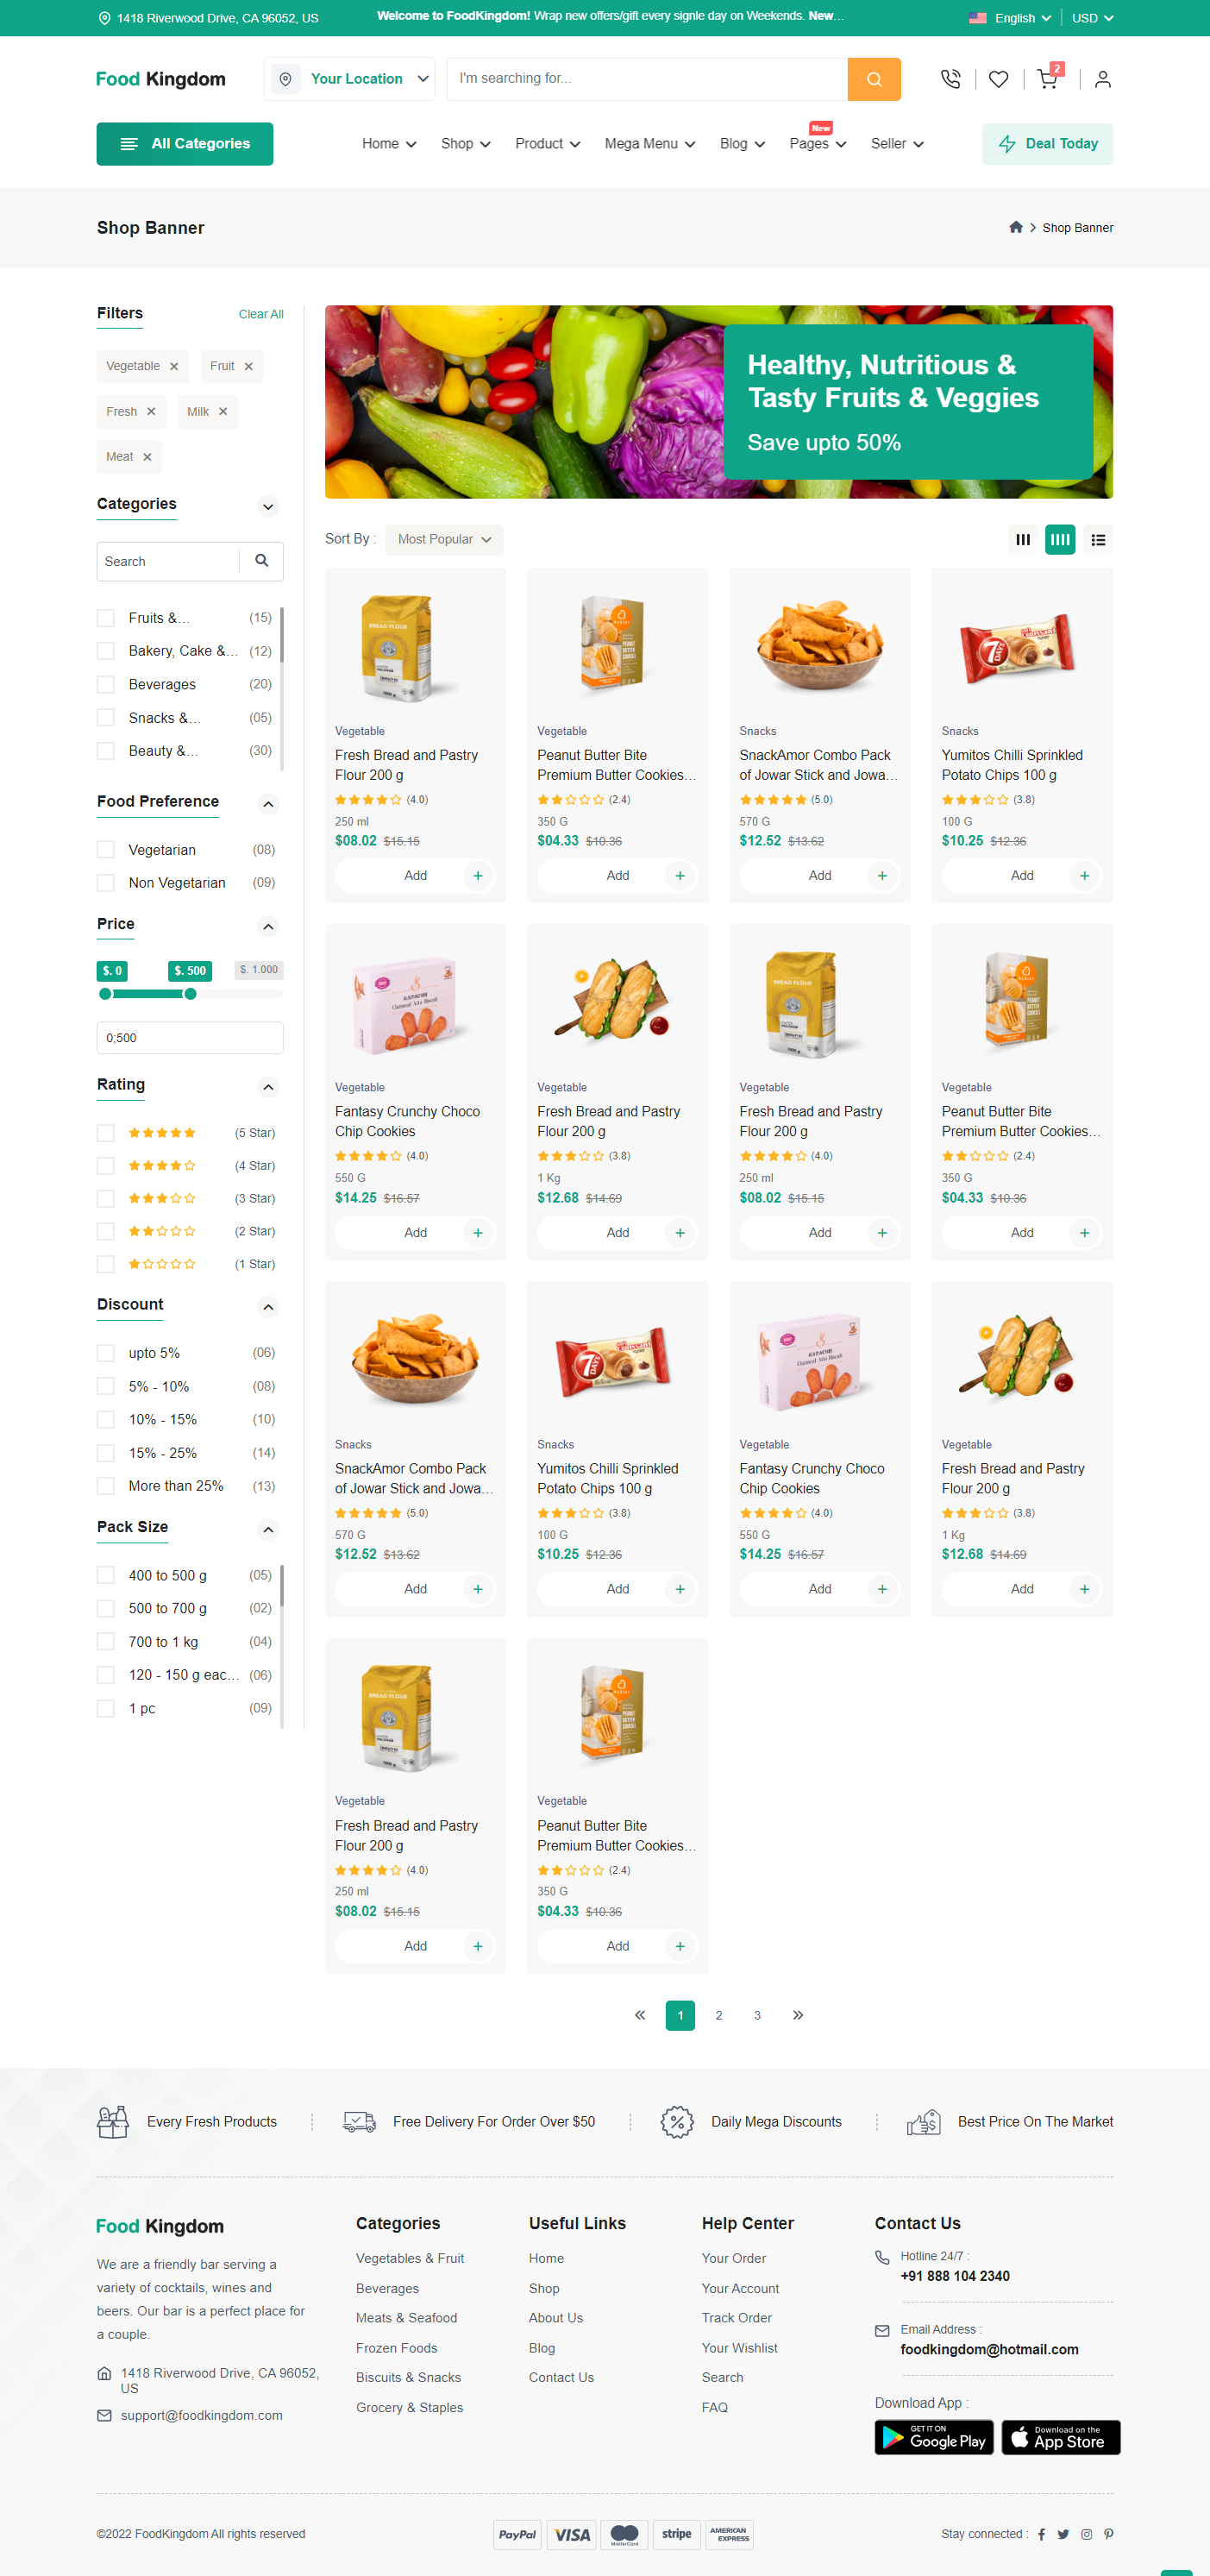 1418 Riverwood Drive, CA 96052, US
Welcome to FoodKingdom! Wrap new offers/gift every signle day on Weekends. New...
English
USD
Food Kingdom
Your Location
I'm searching for...
2
All Categories
Home
Shop
Product
Mega Menu
Blog
Pages
New
Seller
Deal Today
Shop Banner
Shop Banner
Filters
Clear All
Vegetable
Fruit
Fresh
Milk
Meat
Categories
Search
Fruits &... (15)
Bakery, Cake &... (12)
Beverages (20)
Snacks &... (05)
Beauty &... (30)
Food Preference
Vegetarian (08)
Non Vegetarian (09)
Price
$. 0
$. 500
$. 1.000
0;500
Rating
(5 Star)
(4 Star)
(3 Star)
(2 Star)
(1 Star)
Discount
upto 5% (06)
5% - 10% (08)
10% - 15% (10)
15% - 25% (14)
More than 25% (13)
Pack Size
400 to 500 g (05)
500 to 700 g (02)
700 to 1 kg (04)
120 - 150 g eac... (06)
1 pc (09)
Healthy, Nutritious &
Tasty Fruits & Veggies
Save upto 50%
Sort By :
Most Popular
BREAD FLOUR
Vegetable
Fresh Bread and Pastry
Flour 200 g
(4.0)
250 ml
$08.02 $15.15
Add
PEANUT BUTTER COOKIES
Vegetable
Peanut Butter Bite
Premium Butter Cookies...
(2.4)
350 G
$04.33 $10.36
Add
Snacks
SnackAmor Combo Pack
of Jowar Stick and Jowa...
(5.0)
570 G
$12.52 $13.62
Add
7 DAYS
Snacks
Yumitos Chilli Sprinkled
Potato Chips 100 g
(3.8)
100 G
$10.25 $12.36
Add
Oatmeal Atta Biscuit
Vegetable
Fantasy Crunchy Choco
Chip Cookies
(4.0)
550 G
$14.25 $16.57
Add
Vegetable
Fresh Bread and Pastry
Flour 200 g
(3.8)
1 Kg
$12.68 $14.69
Add
BREAD FLOUR
Vegetable
Fresh Bread and Pastry
Flour 200 g
(4.0)
250 ml
$08.02 $15.15
Add
PEANUT BUTTER COOKIES
Vegetable
Peanut Butter Bite
Premium Butter Cookies...
(2.4)
350 G
$04.33 $10.36
Add
Snacks
SnackAmor Combo Pack
of Jowar Stick and Jowa...
(5.0)
570 G
$12.52 $13.62
Add
7 DAYS
Snacks
Yumitos Chilli Sprinkled
Potato Chips 100 g
(3.8)
100 G
$10.25 $12.36
Add
Oatmeal Atta Biscuit
Vegetable
Fantasy Crunchy Choco
Chip Cookies
(4.0)
550 G
$14.25 $16.57
Add
Vegetable
Fresh Bread and Pastry
Flour 200 g
(3.8)
1 Kg
$12.68 $14.69
Add
BREAD FLOUR
Vegetable
Fresh Bread and Pastry
Flour 200 g
(4.0)
250 ml
$08.02 $15.15
Add
PEANUT BUTTER COOKIES
Vegetable
Peanut Butter Bite
Premium Butter Cookies...
(2.4)
350 G
$04.33 $10.36
Add
« 1 2 3 »
Every Fresh Products
Free Delivery For Order Over $50
Daily Mega Discounts
Best Price On The Market
Food Kingdom
We are a friendly bar serving a
variety of cocktails, wines and
beers. Our bar is a perfect place for
a couple.
1418 Riverwood Drive, CA 96052,
US
support@foodkingdom.com
Categories
Vegetables & Fruit
Beverages
Meats & Seafood
Frozen Foods
Biscuits & Snacks
Grocery & Staples
Useful Links
Home
Shop
About Us
Blog
Contact Us
Help Center
Your Order
Your Account
Track Order
Your Wishlist
Search
FAQ
Contact Us
Hotline 24/7 :
+91 888 104 2340
Email Address :
foodkingdom@hotmail.com
Download App :
GET IT ON
Google Play
Download on the
App Store
©2022 FoodKingdom All rights reserved
PayPal
VISA
MasterCard
stripe
AMERICAN
EXPRESS
Stay connected :